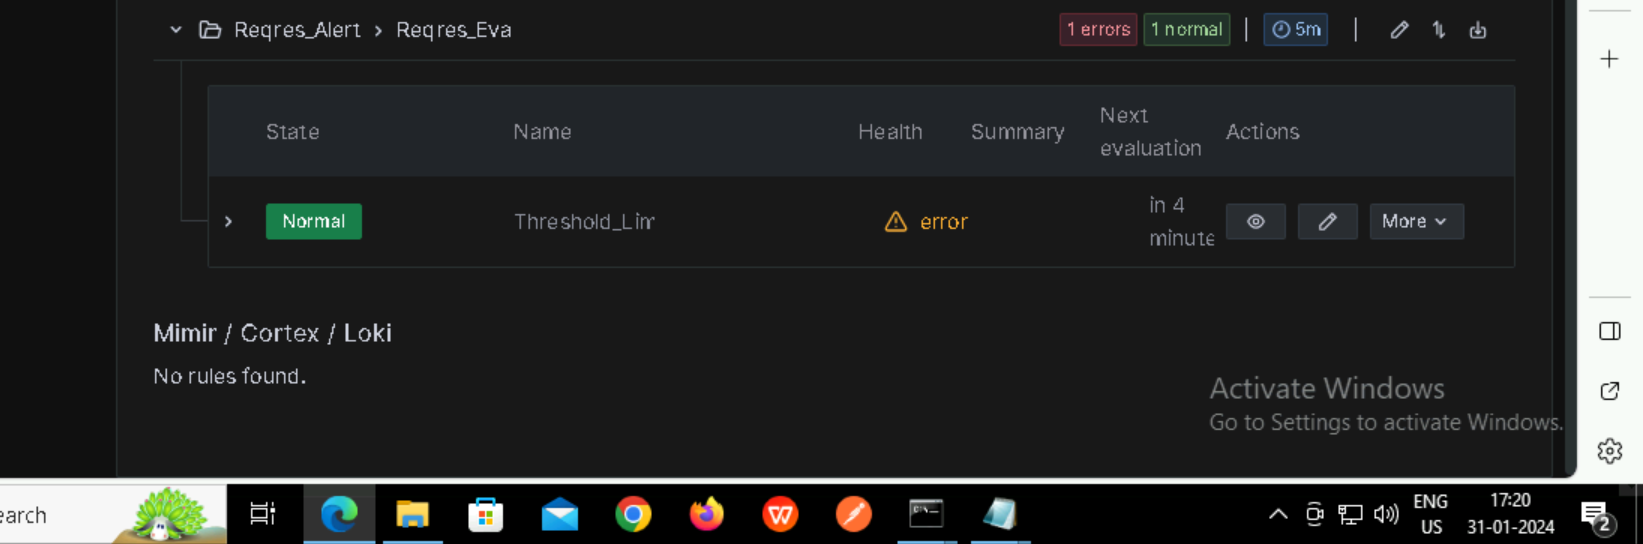 Reqres_Alert > Reqres_Eva
1 errors 1 normal | 5m |
State Name Health Summary Next evaluation Actions
Normal Threshold_Lim error in 4 minute More
Mimir / Cortex / Loki
No rules found.
Activate Windows
Go to Settings to activate Windows.
earch
ENG
US
17:20
31-01-2024
2